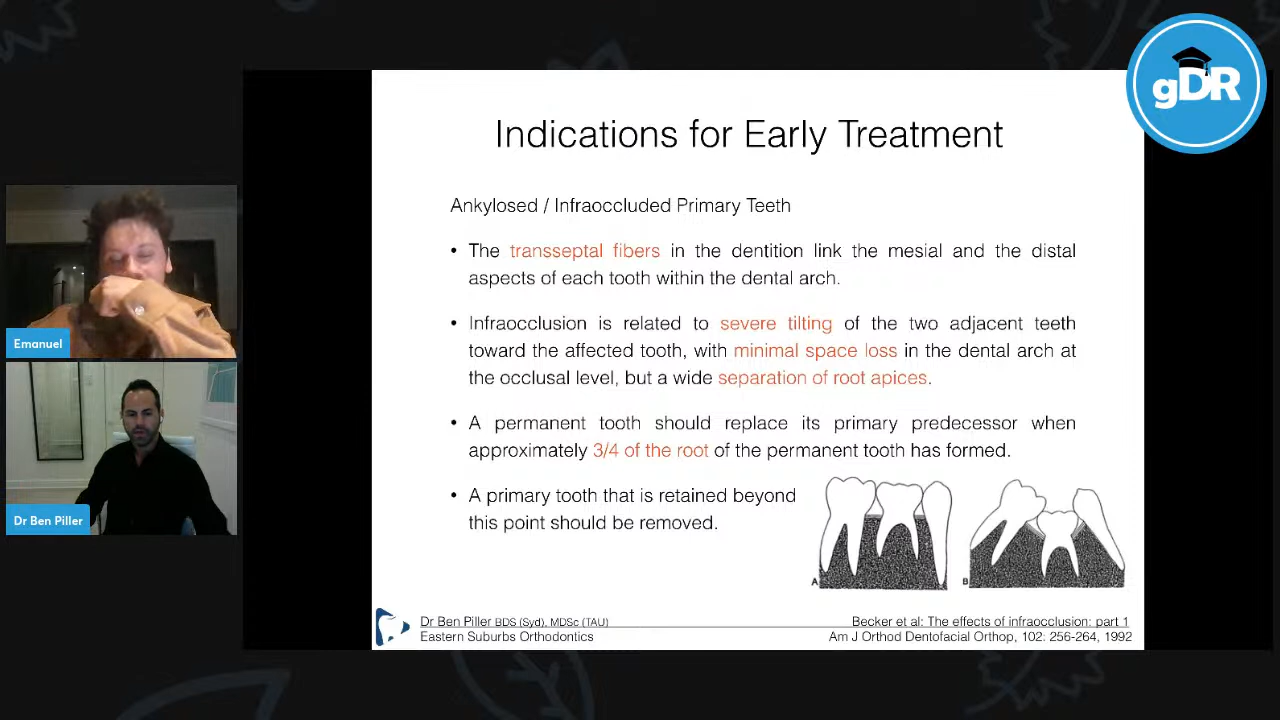 gDR
Indications for Early Treatment
Ankylosed / Infraoccluded Primary Teeth
• The transseptal fibers in the dentition link the mesial and the distal
aspects of each tooth within the dental arch.
• Infraocclusion is related to severe tilting of the two adjacent teeth
toward the affected tooth, with minimal space loss in the dental arch at
the occlusal level, but a wide separation of root apices.
• A permanent tooth should replace its primary predecessor when
approximately 3/4 of the root of the permanent tooth has formed.
• A primary tooth that is retained beyond
this point should be removed.
A
B
Emanuel
Dr Ben Piller
Dr Ben Piller BDS (Syd), MDSc (TAU)
Eastern Suburbs Orthodontics
Becker et al: The effects of infraocclusion: part 1
Am J Orthod Dentofacial Orthop, 102: 256-264, 1992